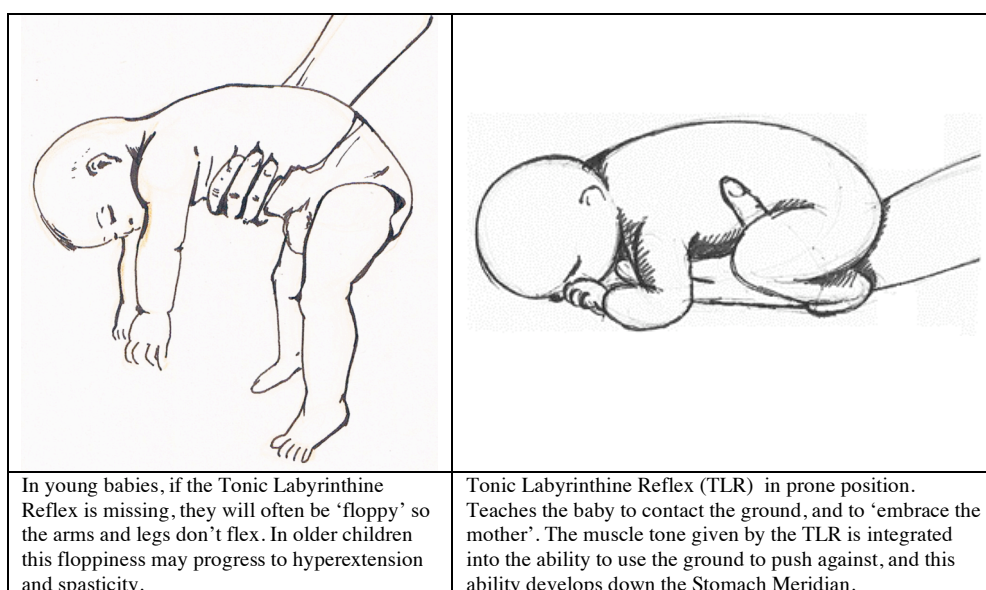 In young babies, if the Tonic Labyrinthine
Reflex is missing, they will often be ‘floppy’ so
the arms and legs don’t flex. In older children
this floppiness may progress to hyperextension
and spasticity.
Tonic Labyrinthine Reflex (TLR)  in prone position.
Teaches the baby to contact the ground, and to ‘embrace the
mother’. The muscle tone given by the TLR is integrated
into the ability to use the ground to push against, and this
ability develops down the Stomach Meridian.